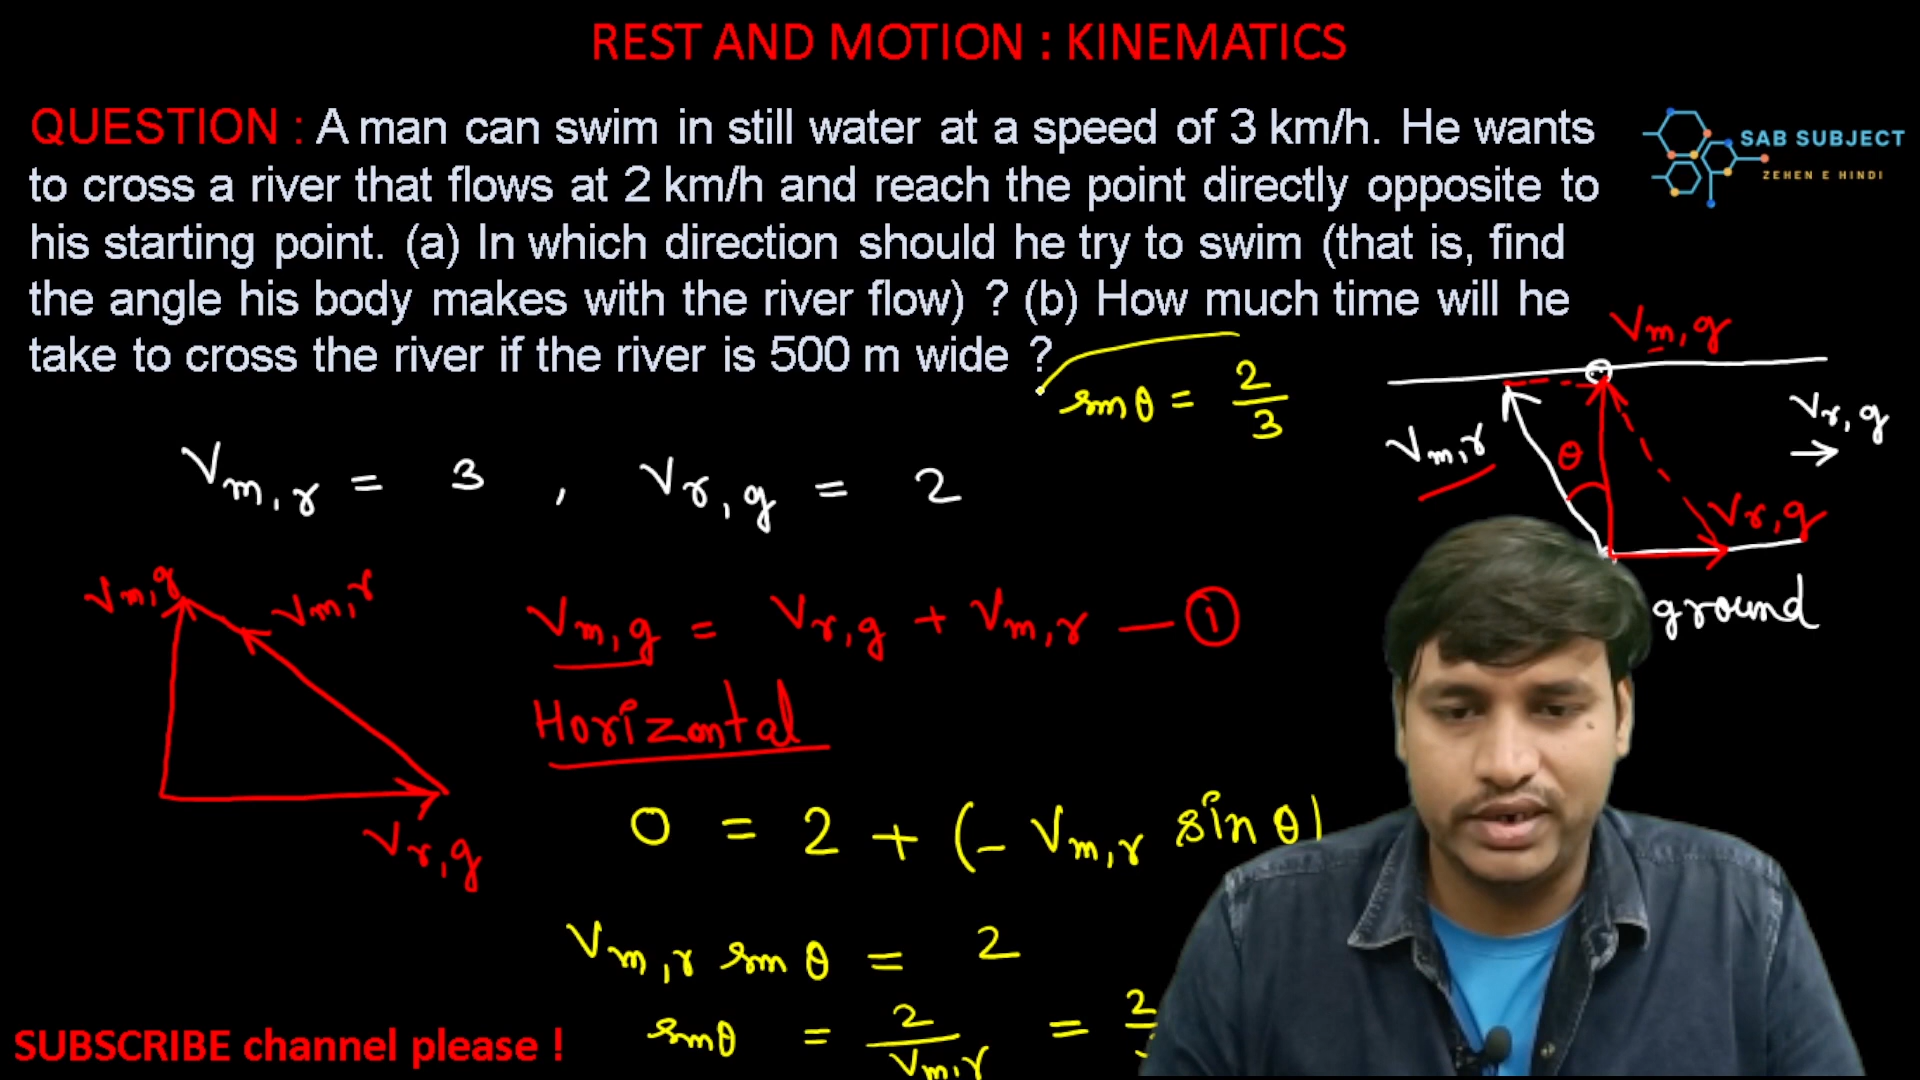 REST AND MOTION : KINEMATICS
QUESTION : A man can swim in still water at a speed of 3 km/h. He wants
to cross a river that flows at 2 km/h and reach the point directly opposite to
his starting point. (a) In which direction should he try to swim (that is, find
the angle his body makes with the river flow) ? (b) How much time will he
take to cross the river if the river is 500 m wide ?
SAB SUBJECT
ZEHEN E HINDI
sin θ = 2/3
Vm,g
Vr,g
Vm,r
θ
Vr,g
ground
Vm,r = 3 , Vr,g = 2
Vm,g
Vm,r
Vr,g
Vm,g = Vr,g + Vm,r — ①
Horizontal
0 = 2 + (- Vm,r sin θ)
Vm,r sin θ = 2
sin θ = 2/Vm,r = 2
SUBSCRIBE channel please !